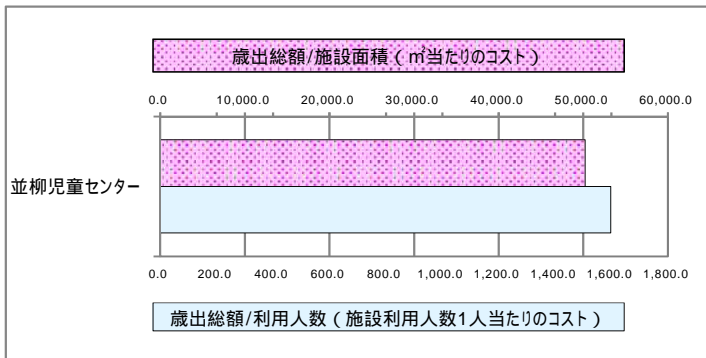 歳出総額/施設面積(㎡当たりのコスト)
0.0 10,000.0 20,000.0 30,000.0 40,000.0 50,000.0 60,000.0
並柳児童センター
0.0 200.0 400.0 600.0 800.0 1,000.0 1,200.0 1,400.0 1,600.0 1,800.0
歳出総額/利用人数(施設利用人数1人当たりのコスト)